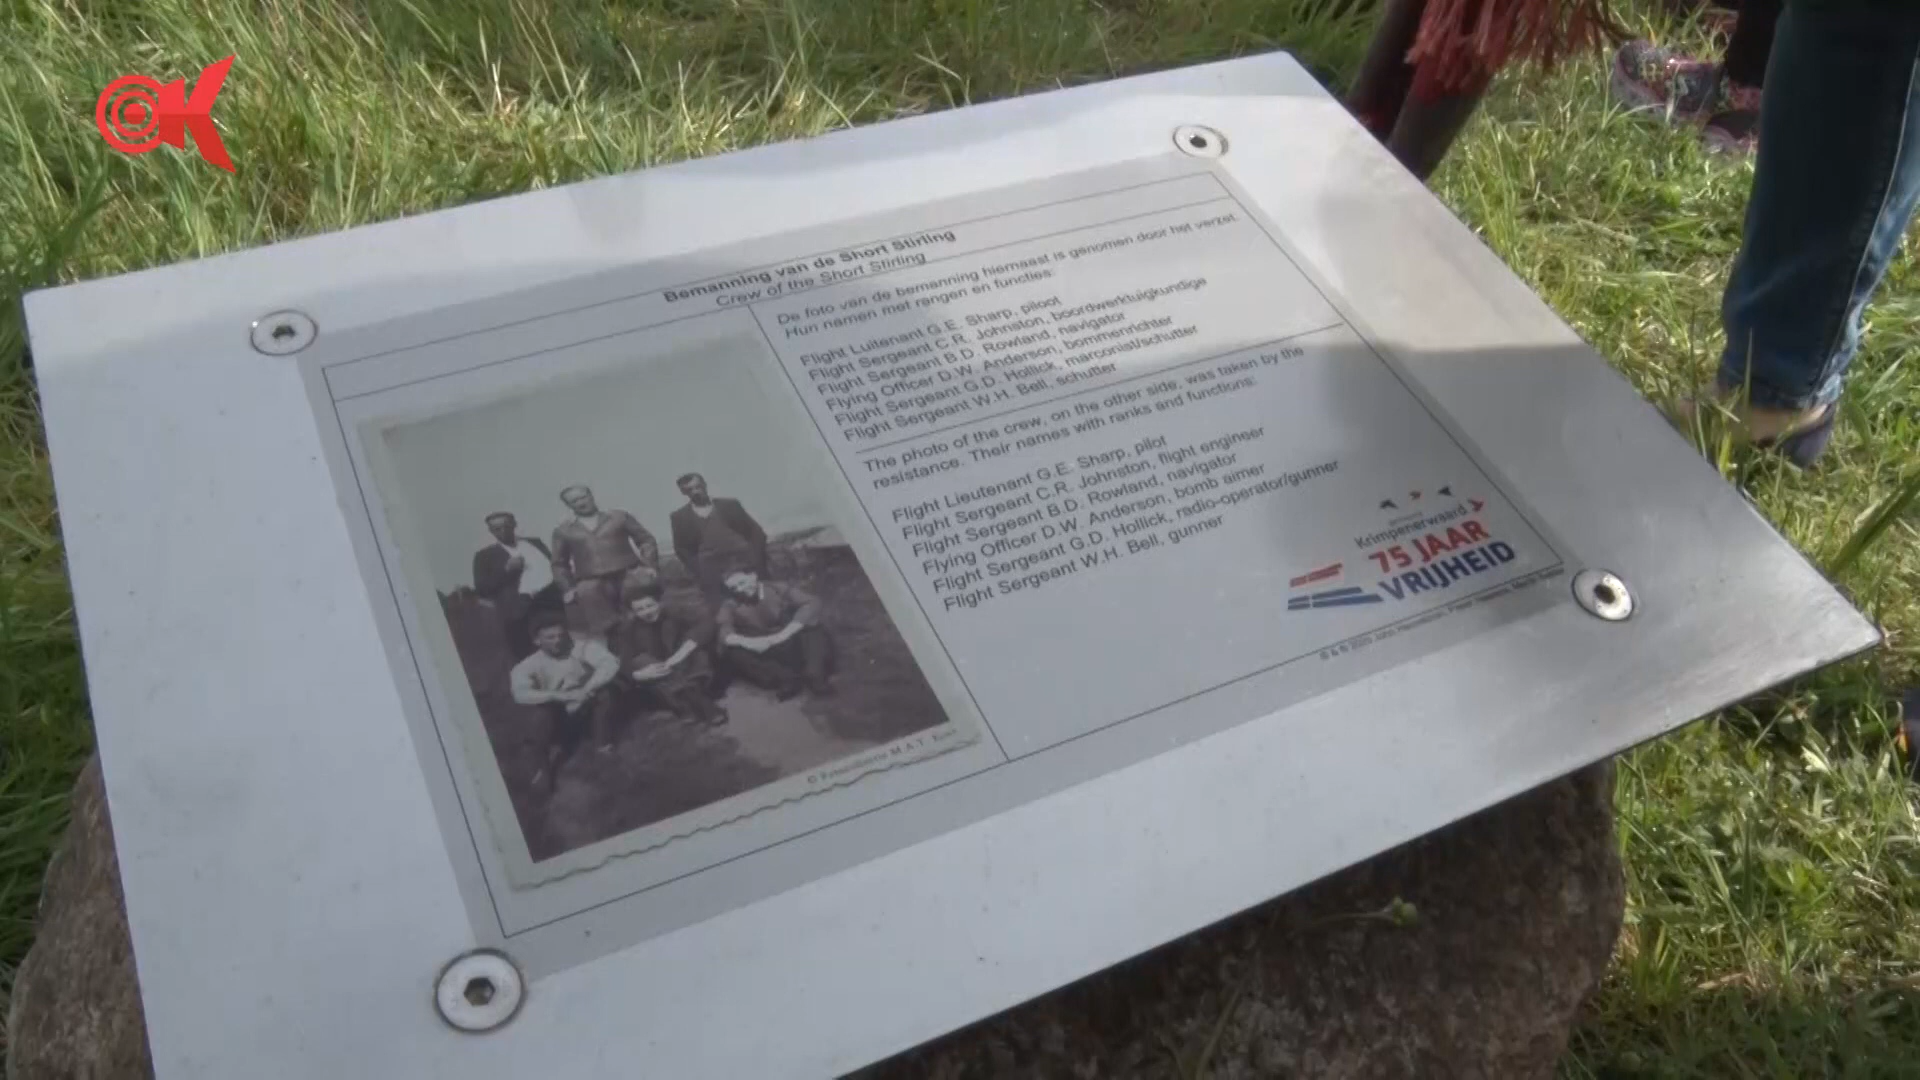 OK
Bemanning van de Short Stirling
Crew of the Short Stirling
De foto van de bemanning hiernaast is genomen door het verzet.
Hun namen met rangen en functies:
Flight Luitenant G.E. Sharp, piloot
Flight Sergeant C.R. Johnston, boordwerktuigkundige
Flight Sergeant B.D. Rowland, navigator
Flying Officer D.W. Anderson, bommenrichter
Flight Sergeant G.D. Hollick, marconist/schutter
Flight Sergeant W.H. Bell, schutter
The photo of the crew, on the other side, was taken by the
resistance. Their names with ranks and functions:
Flight Lieutenant G.E. Sharp, pilot
Flight Sergeant C.R. Johnston, flight engineer
Flight Sergeant B.D. Rowland, navigator
Flying Officer D.W. Anderson, bomb aimer
Flight Sergeant G.D. Hollick, radio-operator/gunner
Flight Sergeant W.H. Bell, gunner
gemeente
Krimpenerwaard
75 JAAR
VRIJHEID
© & ® 2020 John
© M.A.T.